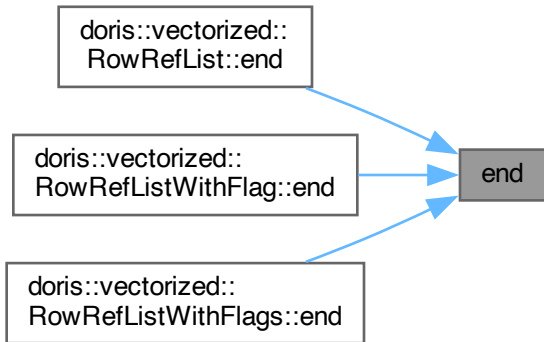 doris::vectorized::
RowRefList::end
doris::vectorized::
RowRefListWithFlag::end
end
doris::vectorized::
RowRefListWithFlags::end